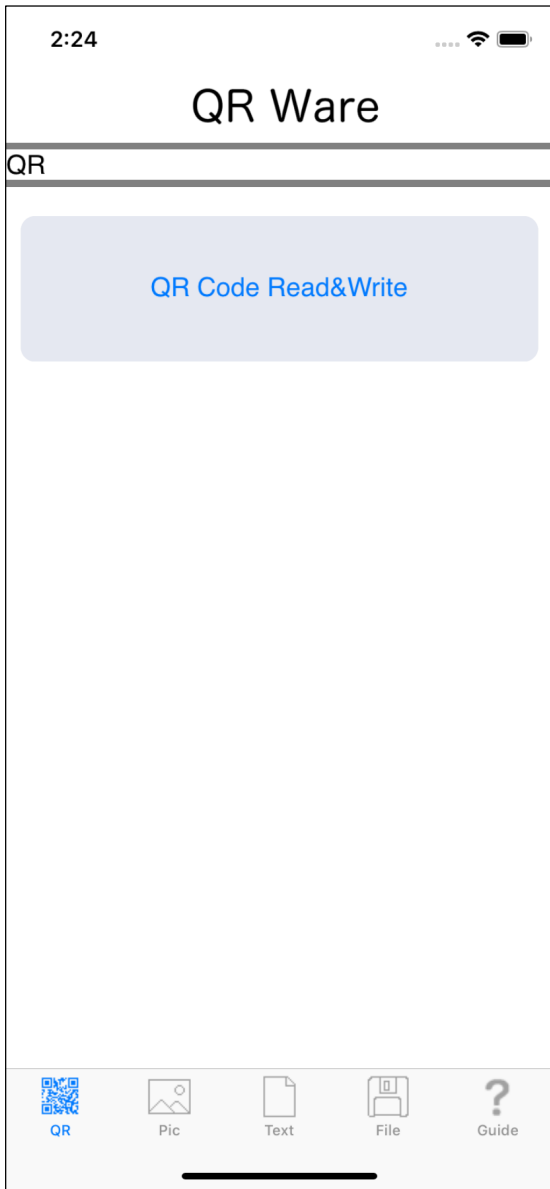 2:24
QR Ware
QR
QR Code Read&Write
QR
Pic
Text
File
Guide